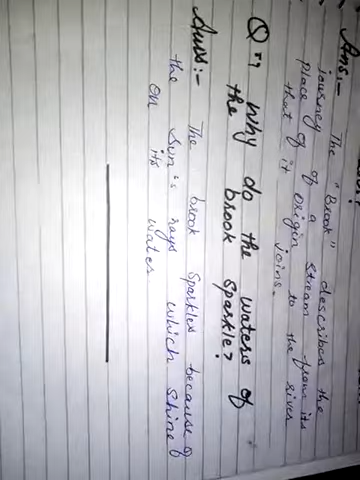 Ans:- The "Brook" describes the
journey of a stream from its
place of it origin to the river
that it joins.
Q"7 Why do the waters of
the brook sparkle?
Ans:- The brook sparkles because of
the Sun's rays which shine
on its water